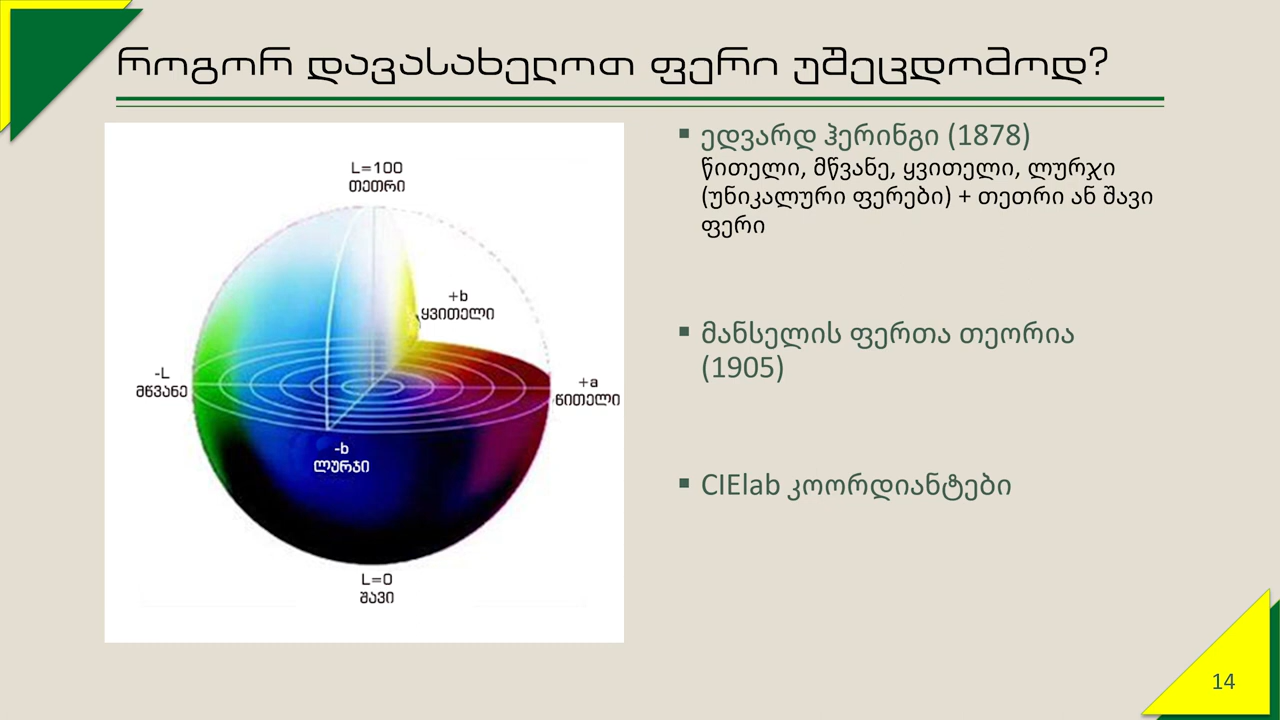 როგორ დავასახელოთ ფერი უშეცდომოდ?
L=100
თეთრი
+b
ყვითელი
-L
მწვანე
+a
წითელი
-b
ლურჯი
L=0
შავი
▪ ედვარდ ჰერინგი (1878)
წითელი, მწვანე, ყვითელი, ლურჯი
(უნიკალური ფერები) + თეთრი ან შავი
ფერი
▪ მანსელის ფერთა თეორია
(1905)
▪ CIElab კოორდიანტები
14